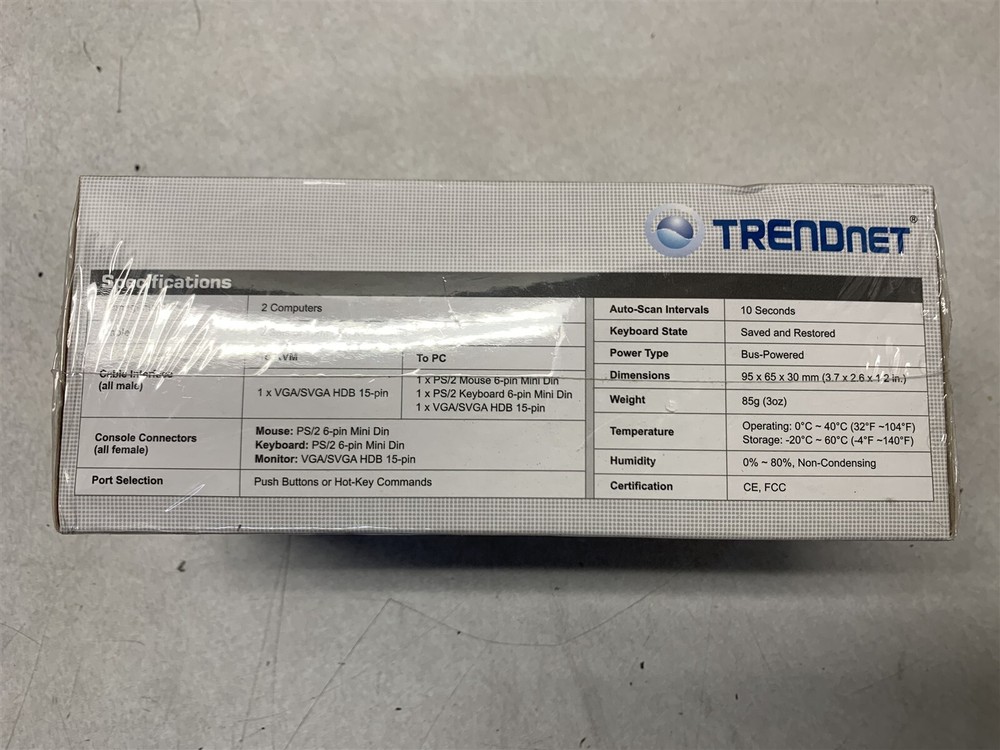 TRENDNET®
Specifications
2 Computers
Cable Interface
(all male)
KVM
To PC
1 x VGA/SVGA HDB 15-pin
1 x PS/2 Mouse 6-pin Mini Din
1 x PS/2 Keyboard 6-pin Mini Din
1 x VGA/SVGA HDB 15-pin
Console Connectors
(all female)
Mouse: PS/2 6-pin Mini Din
Keyboard: PS/2 6-pin Mini Din
Monitor: VGA/SVGA HDB 15-pin
Port Selection
Push Buttons or Hot-Key Commands
Auto-Scan Intervals
10 Seconds
Keyboard State
Saved and Restored
Power Type
Bus-Powered
Dimensions
95 x 65 x 30 mm (3.7 x 2.6 x 1.2 in.)
Weight
85g (3oz)
Temperature
Operating: 0°C ~ 40°C (32°F ~104°F)
Storage: -20°C ~ 60°C (-4°F ~140°F)
Humidity
0% ~ 80%, Non-Condensing
Certification
CE, FCC